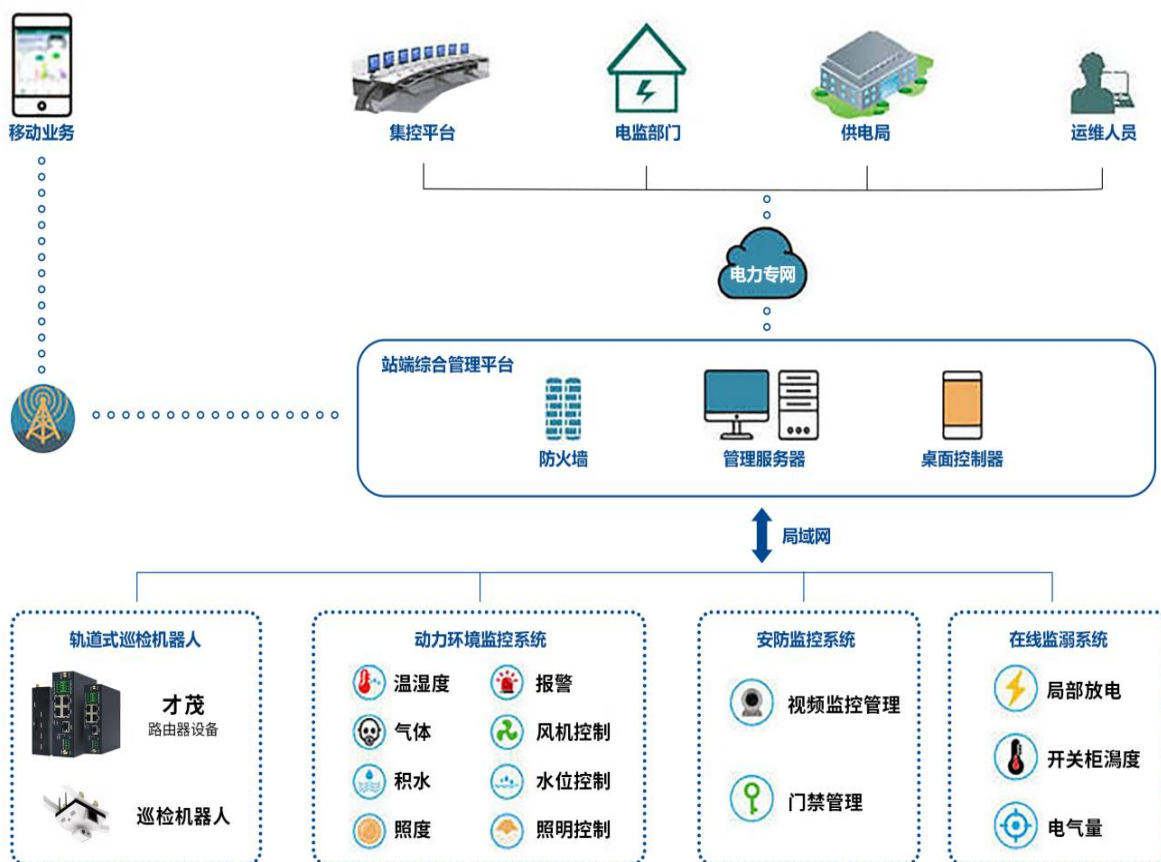 移动业务
集控平台
电监部门
供电局
运维人员
电力专网
站端综合管理平台
防火墙
管理服务器
桌面控制器
局域网
轨道式巡检机器人
才茂
路由器设备
巡检机器人
动力环境监控系统
温湿度
报警
气体
风机控制
积水
水位控制
照度
照明控制
安防监控系统
视频监控管理
门禁管理
在线监溺系统
局部放电
开关柜潟度
电气量